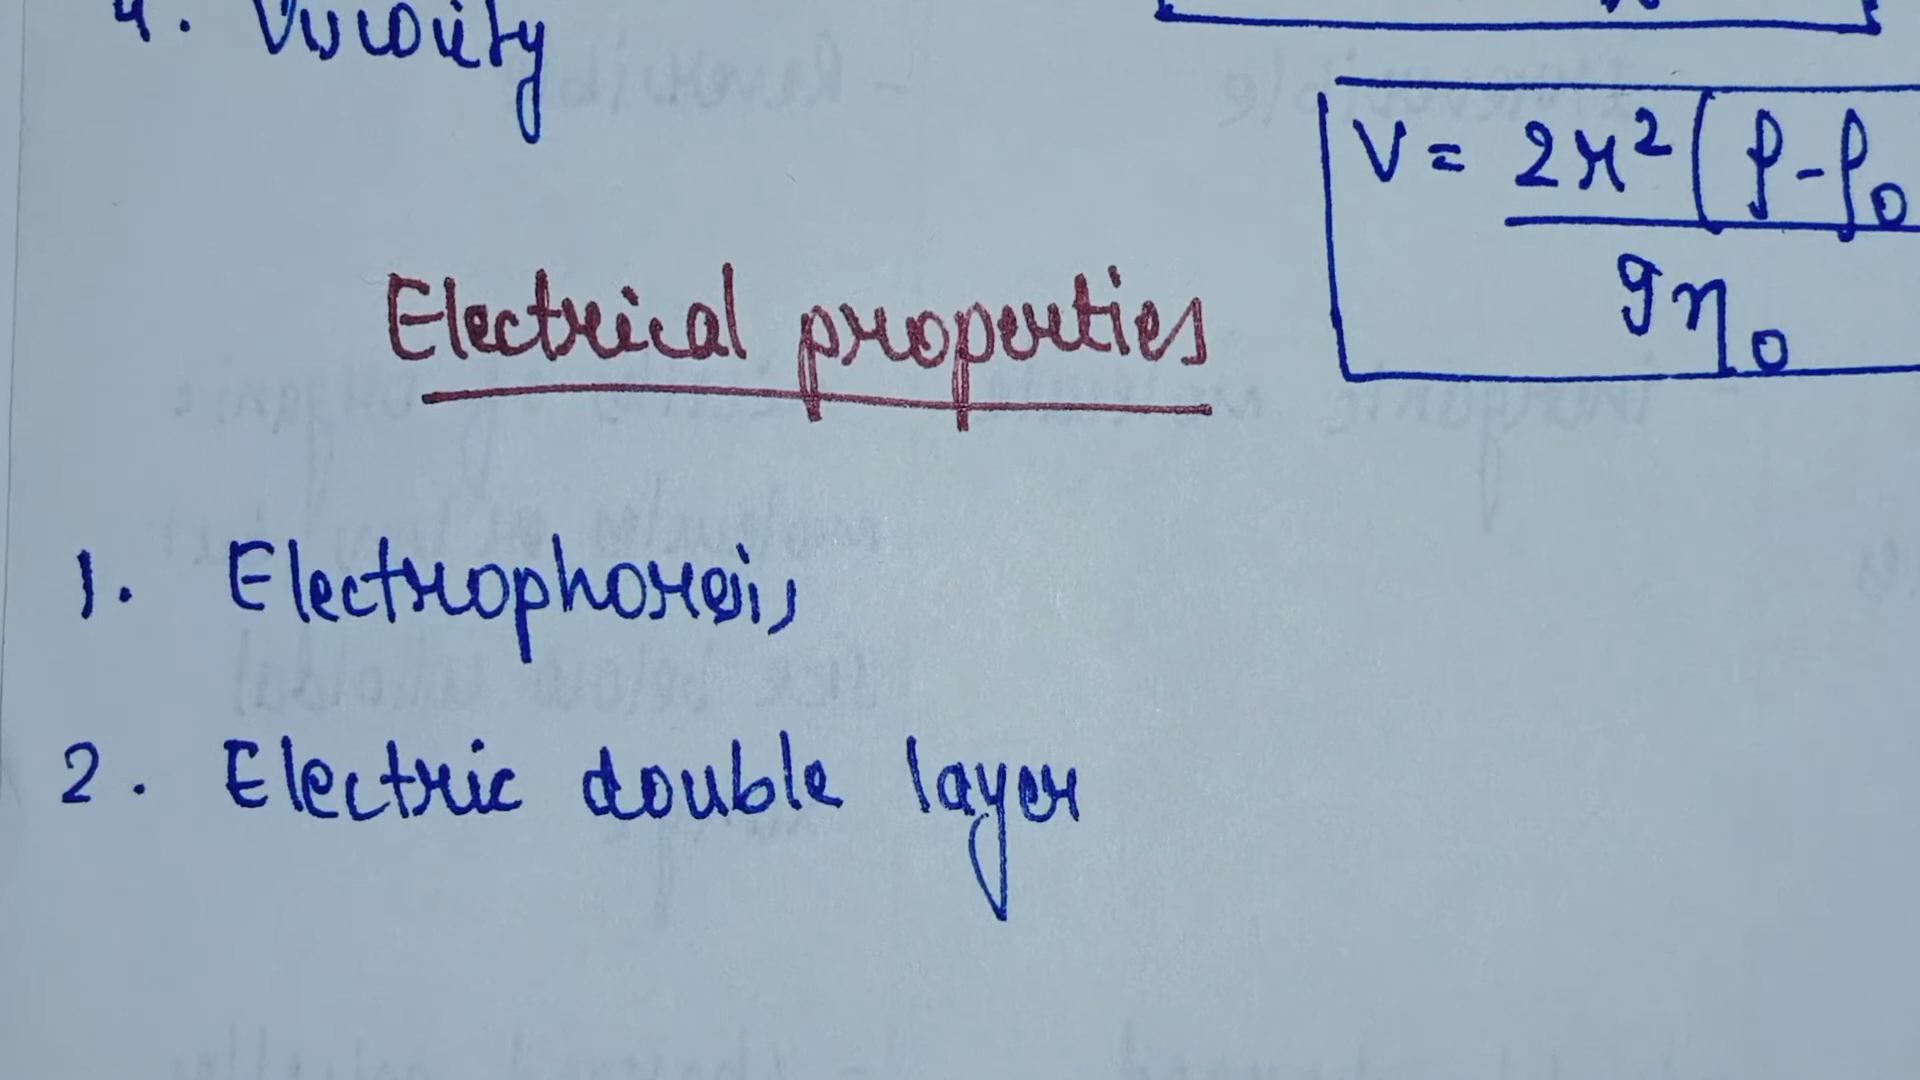 4. Viscosity
V = 2r²(ρ-ρ₀
9η₀
Electrical properties
1. Electrophoresis
2. Electric double layer